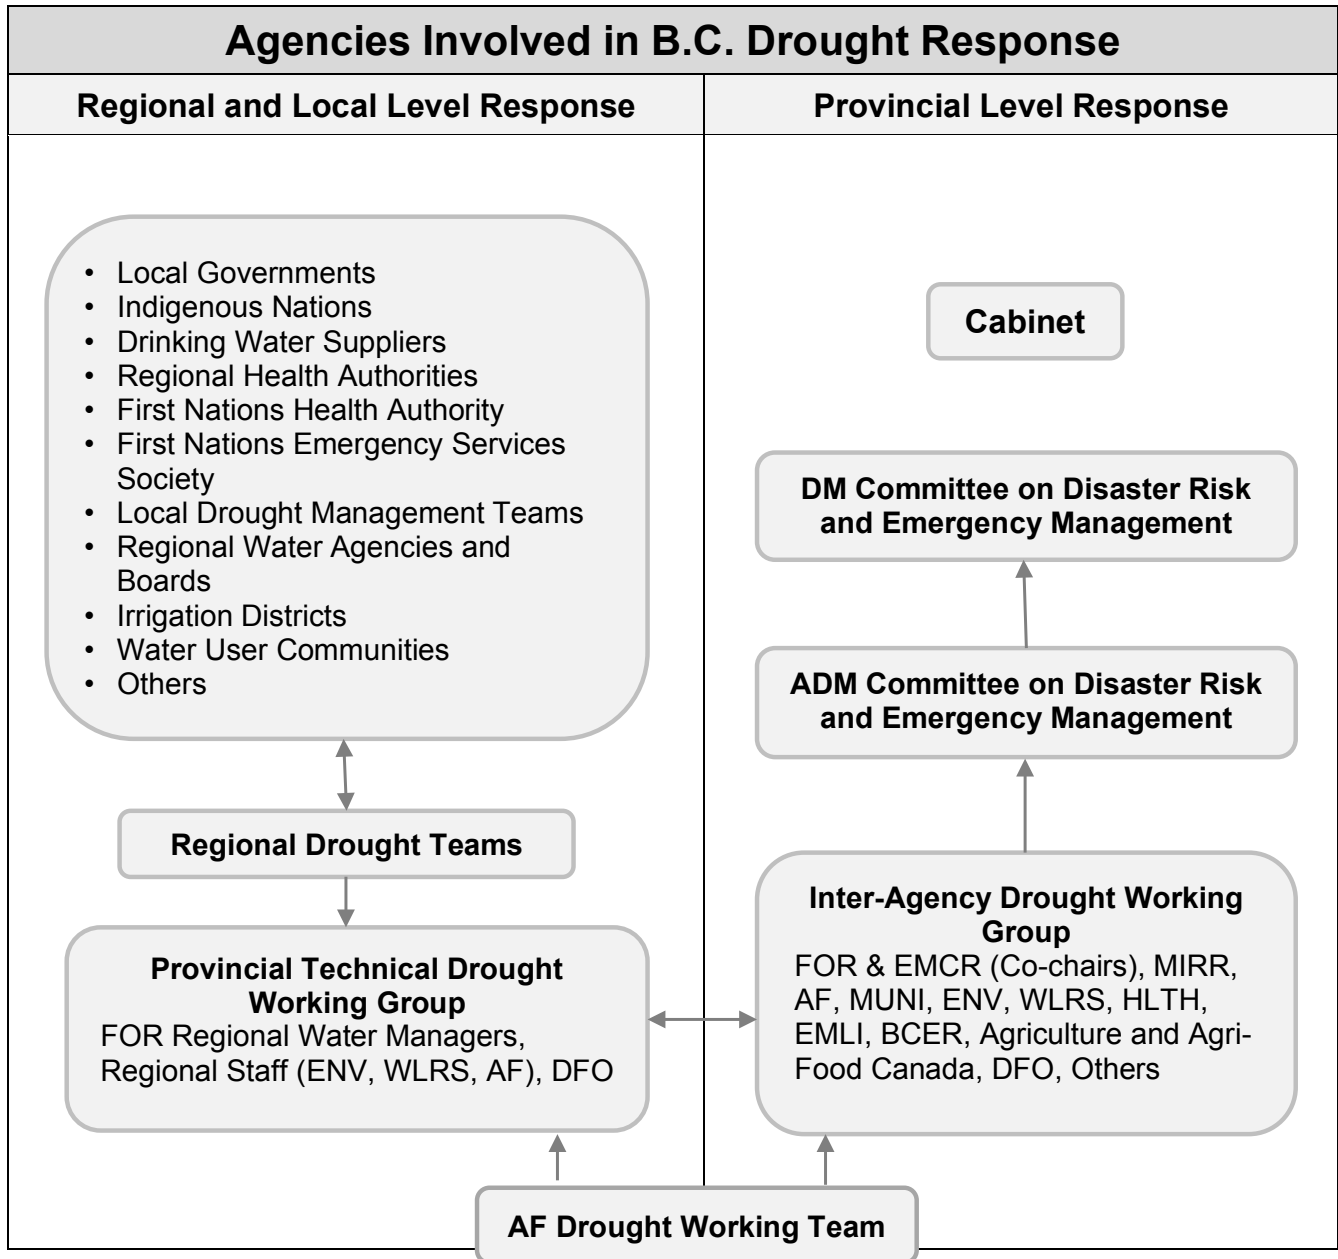 Agencies Involved in B.C. Drought Response
Regional and Local Level Response
Provincial Level Response
• Local Governments
• Indigenous Nations
• Drinking Water Suppliers
• Regional Health Authorities
• First Nations Health Authority
• First Nations Emergency Services
Society
• Local Drought Management Teams
• Regional Water Agencies and
Boards
• Irrigation Districts
• Water User Communities
• Others
Regional Drought Teams
Provincial Technical Drought
Working Group
FOR Regional Water Managers,
Regional Staff (ENV, WLRS, AF), DFO
Cabinet
DM Committee on Disaster Risk
and Emergency Management
ADM Committee on Disaster Risk
and Emergency Management
Inter-Agency Drought Working
Group
FOR & EMCR (Co-chairs), MIRR,
AF, MUNI, ENV, WLRS, HLTH,
EMLI, BCER, Agriculture and Agri-
Food Canada, DFO, Others
AF Drought Working Team